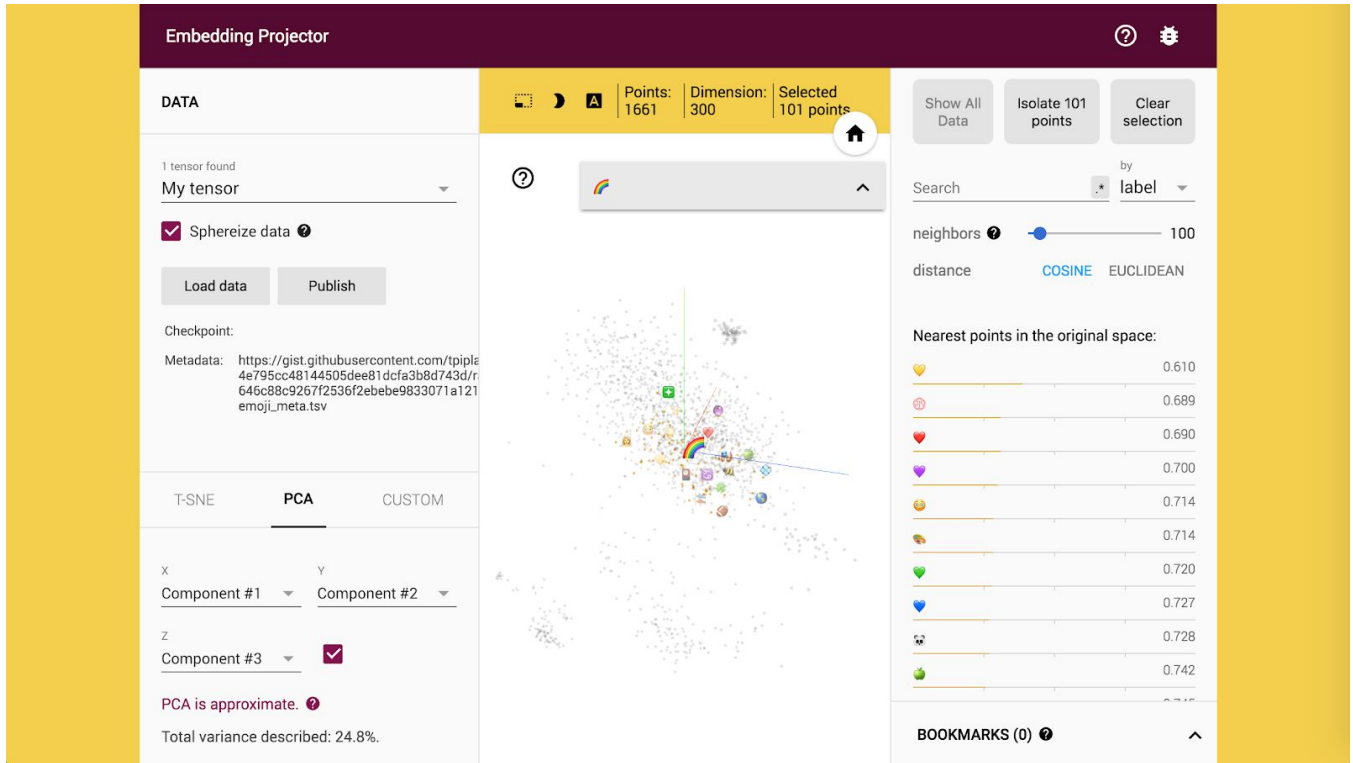 Embedding Projector
DATA
1 tensor found
My tensor
Sphereize data
Load data
Publish
Checkpoint:
Metadata: https://gist.githubusercontent.com/tpipla
4e795cc48144505dee81dcfa3b8d743d/r
646c88c9267f2536f2ebebe9833071a121
emoji_meta.tsv
T-SNE
PCA
CUSTOM
X
Component #1
Y
Component #2
Z
Component #3
PCA is approximate.
Total variance described: 24.8%.
A
Points:
1661
Dimension:
300
Selected
101 points
Show All
Data
Isolate 101
points
Clear
selection
Search
.*
by
label
neighbors
100
distance
COSINE
EUCLIDEAN
Nearest points in the original space:
0.610
0.689
0.690
0.700
0.714
0.714
0.720
0.727
0.728
0.742
BOOKMARKS (0)